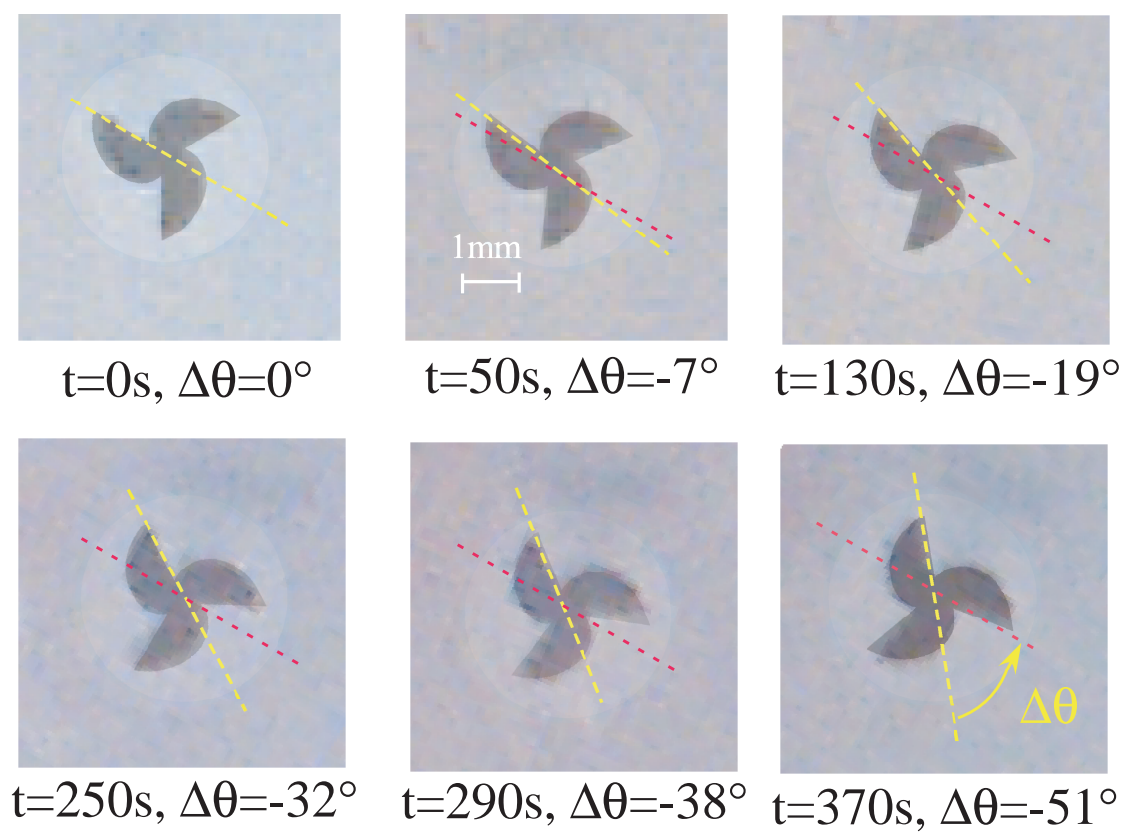 1mm
t=0s, Δθ=0°
t=50s, Δθ=-7°
t=130s, Δθ=-19°
Δθ
t=250s, Δθ=-32°
t=290s, Δθ=-38°
t=370s, Δθ=-51°